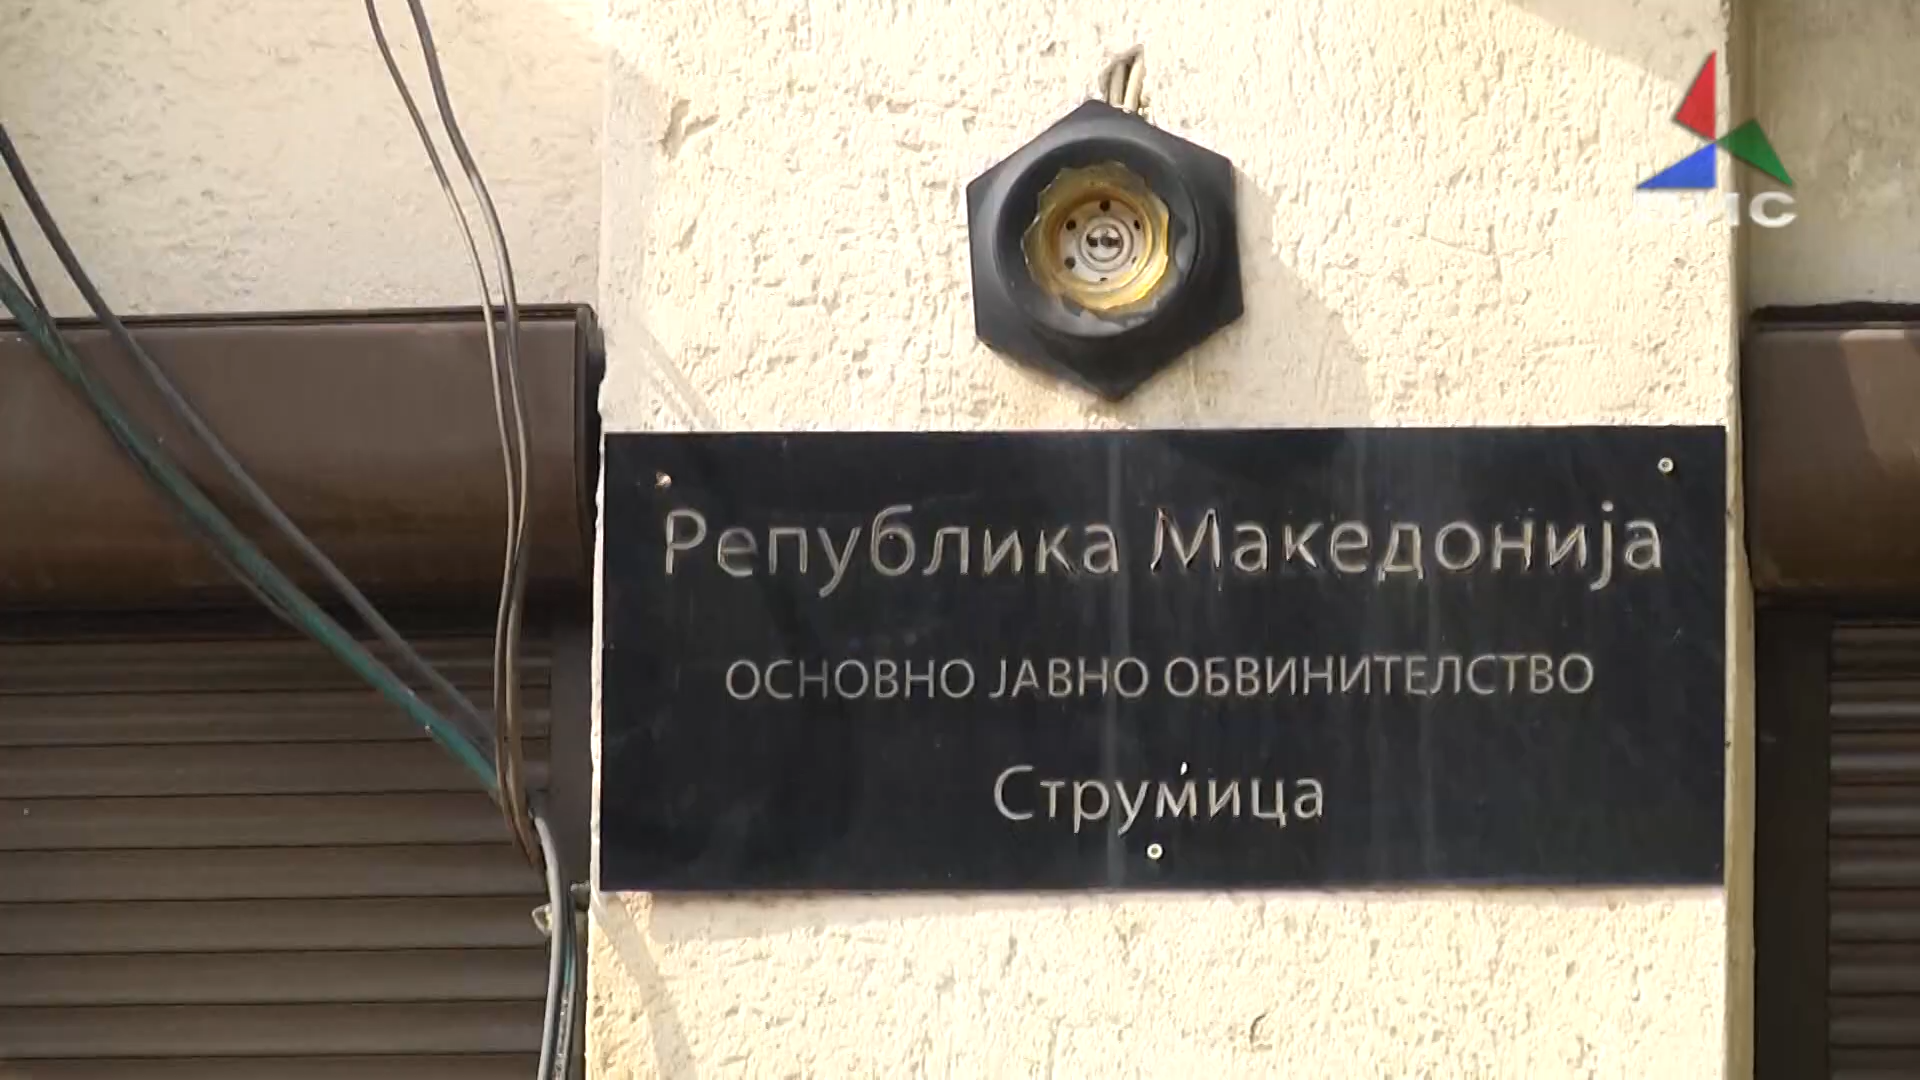 Република Македонија
ОСНОВНО ЈАВНО ОБВИНИТЕЛСТВО
Струмица